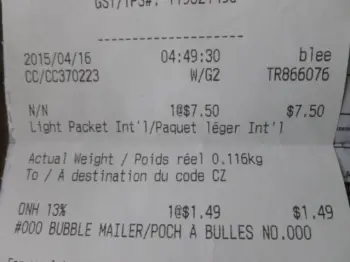 GST/TPS#:
2015/04/16 04:49:30 blee
CC/CC370223 W/G2 TR866076
N/N 1@$7.50 $7.50
Light Packet Int'l/Paquet léger Int'l
Actual Weight / Poids réel 0.116kg
To / A destination du code CZ
ONH 13% 1@$1.49 $1.49
#000 BUBBLE MAILER/POCH A BULLES NO.000